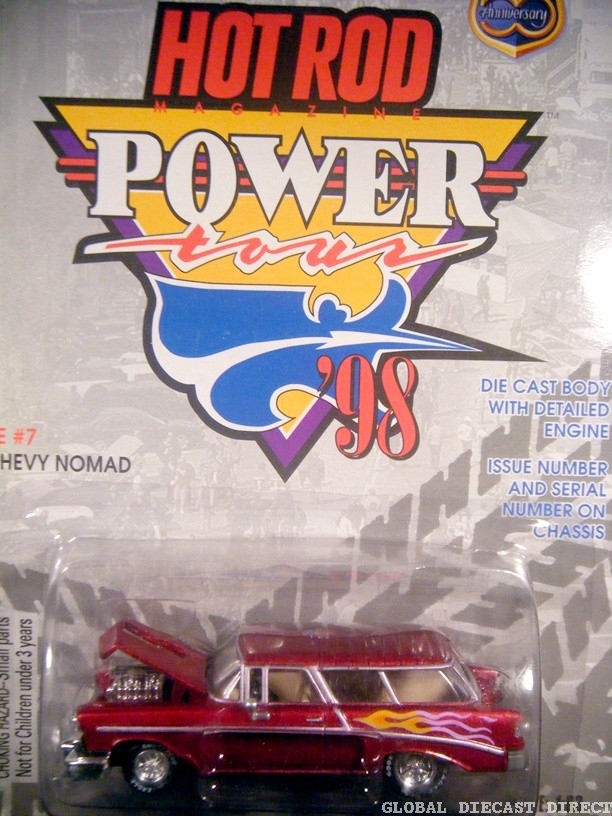 Anniversary
HOT ROD
MAGAZINE
POWER
TM
tour
'98
E #7
HEVY NOMAD
DIE CAST BODY
WITH DETAILED
ENGINE
ISSUE NUMBER
AND SERIAL
NUMBER ON
CHASSIS
CHOKING HAZARD-Small parts
Not for Children under 3 years
GLOBAL DIECAST DIRECT